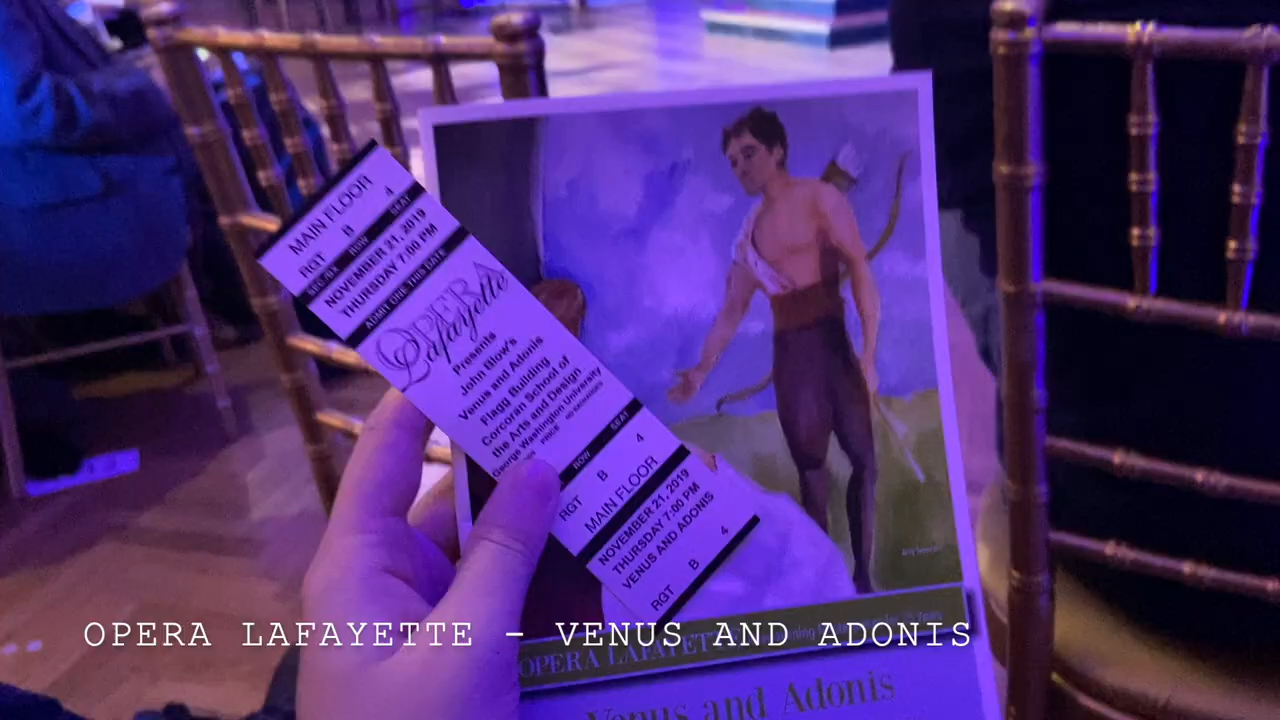 MAIN FLOOR
RGT B 4
SEC/BX ROW SEAT
NOVEMBER 21, 2019
THURSDAY 7:00 PM
ADMIT ONE THIS DATE
OPERA
Lafayette
Presents
John Blow's
Venus and Adonis
Flagg Building
Corcoran School of
the Arts and Design
George Washington University
PRICE NO EXCHANGES
ROW SEAT
RGT B 4
MAIN FLOOR
NOVEMBER 21, 2019
THURSDAY 7:00 PM
VENUS AND ADONIS
RGT B 4
OPERA LAFAYETTE
Venus and Adonis
OPERA LAFAYETTE - VENUS AND ADONIS